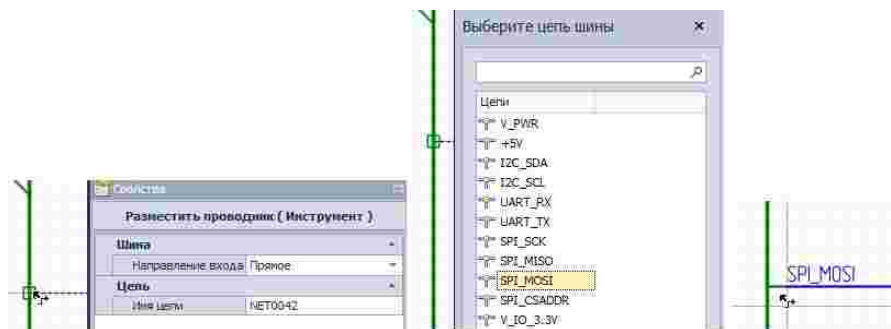 Свойства
Разместить проводник ( Инструмент )
Шина
Направление входа Прямое
Цепь
Имя цепи NET0042
Выберите цепь шины
Цепи
V_PWR
+5V
I2C_SDA
I2C_SCL
UART_RX
UART_TX
SPI_SCK
SPI_MISO
SPI_MOSI
SPI_CSADDR
V_IO_3.3V
SPI_MOSI